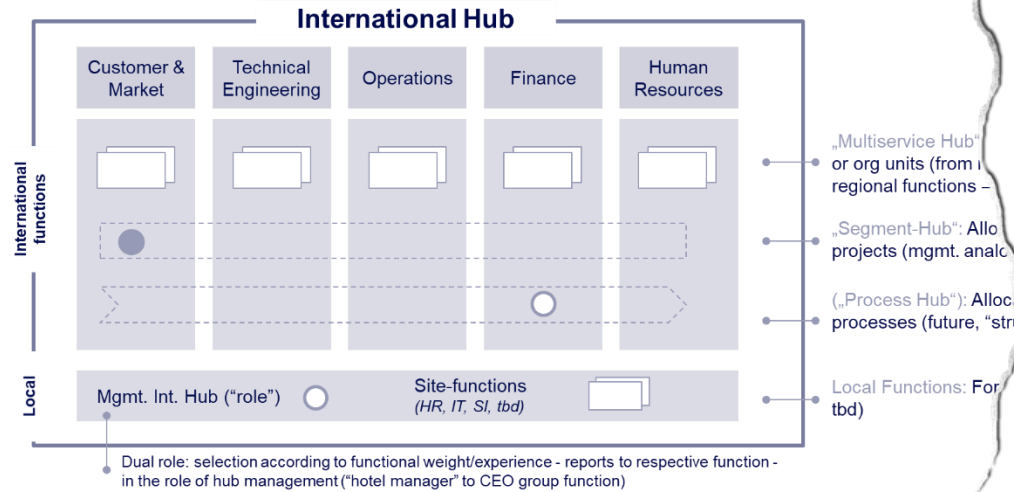 International Hub
Customer &
Market
Technical
Engineering
Operations
Finance
Human
Resources
International
functions
„Multiservice Hub“
or org units (from
regional functions –
„Segment-Hub“: Allo
projects (mgmt. analo
(„Process Hub“): Alloc
processes (future, “stru
Local
Mgmt. Int. Hub (“role”)
Site-functions
(HR, IT, SI, tbd)
Local Functions: For
tbd)
Dual role: selection according to functional weight/experience - reports to respective function -
in the role of hub management (“hotel manager” to CEO group function)